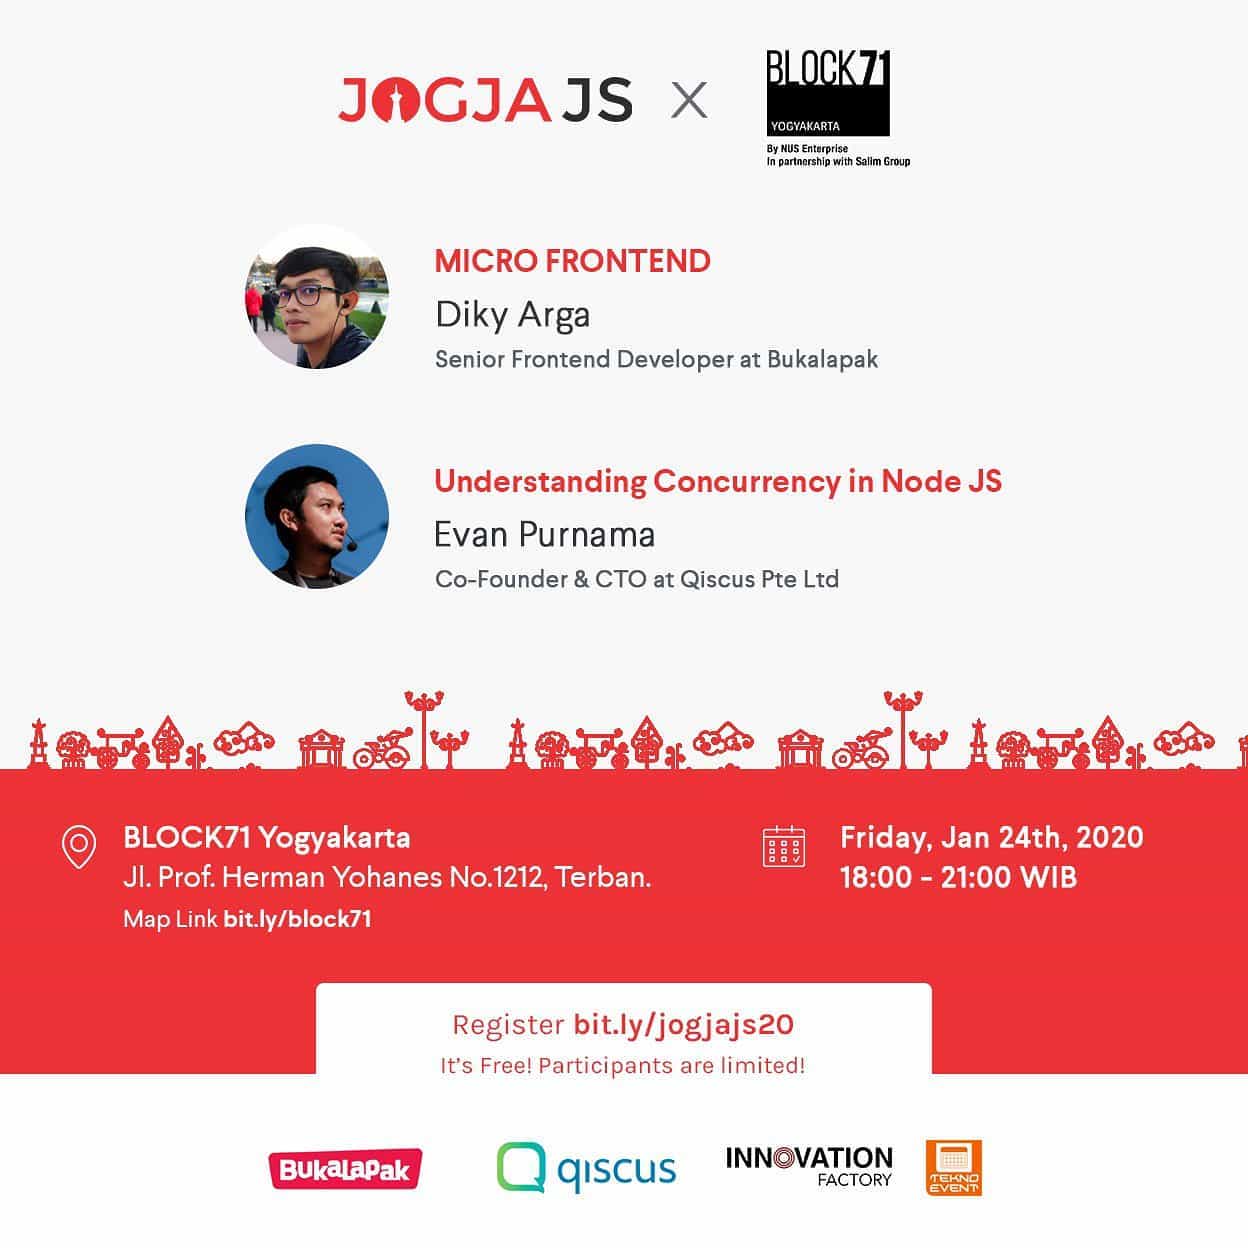 JOGJA JS X BLOCK71
YOGYAKARTA
By NUS Enterprise
In partnership with Salim Group
MICRO FRONTEND
Diky Arga
Senior Frontend Developer at Bukalapak
Understanding Concurrency in Node JS
Evan Purnama
Co-Founder & CTO at Qiscus Pte Ltd
BLOCK71 Yogyakarta
Jl. Prof. Herman Yohanes No.1212, Terban.
Map Link bit.ly/block71
Friday, Jan 24th, 2020
18:00 - 21:00 WIB
Register bit.ly/jogjajs20
It's Free! Participants are limited!
BukaLapak
qiscus
INNOVATION
FACTORY
TEKNO
EVENT